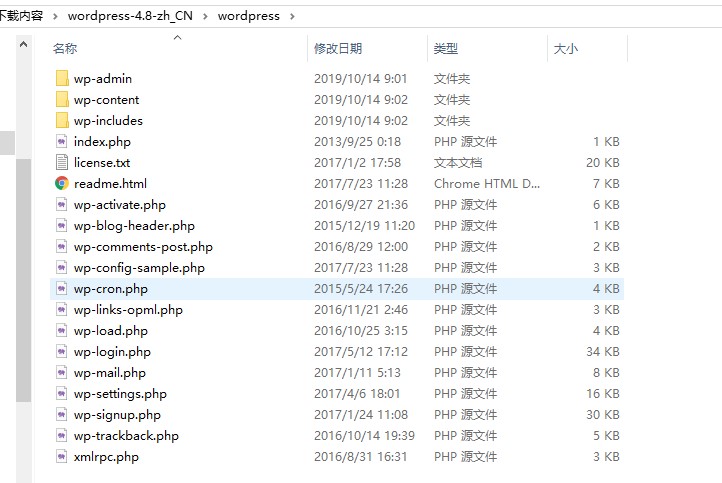 下载内容 > wordpress-4.8-zh_CN > wordpress >
名称 修改日期 类型 大小
wp-admin 2019/10/14 9:01 文件夹
wp-content 2019/10/14 9:02 文件夹
wp-includes 2019/10/14 9:02 文件夹
index.php 2013/9/25 0:18 PHP 源文件 1 KB
license.txt 2017/1/2 17:58 文本文档 20 KB
readme.html 2017/7/23 11:28 Chrome HTML D... 7 KB
wp-activate.php 2016/9/27 21:36 PHP 源文件 6 KB
wp-blog-header.php 2015/12/19 11:20 PHP 源文件 1 KB
wp-comments-post.php 2016/8/29 12:00 PHP 源文件 2 KB
wp-config-sample.php 2017/7/23 11:28 PHP 源文件 3 KB
wp-cron.php 2015/5/24 17:26 PHP 源文件 4 KB
wp-links-opml.php 2016/11/21 2:46 PHP 源文件 3 KB
wp-load.php 2016/10/25 3:15 PHP 源文件 4 KB
wp-login.php 2017/5/12 17:12 PHP 源文件 34 KB
wp-mail.php 2017/1/11 5:13 PHP 源文件 8 KB
wp-settings.php 2017/4/6 18:01 PHP 源文件 16 KB
wp-signup.php 2017/1/24 11:08 PHP 源文件 30 KB
wp-trackback.php 2016/10/14 19:39 PHP 源文件 5 KB
xmlrpc.php 2016/8/31 16:31 PHP 源文件 3 KB